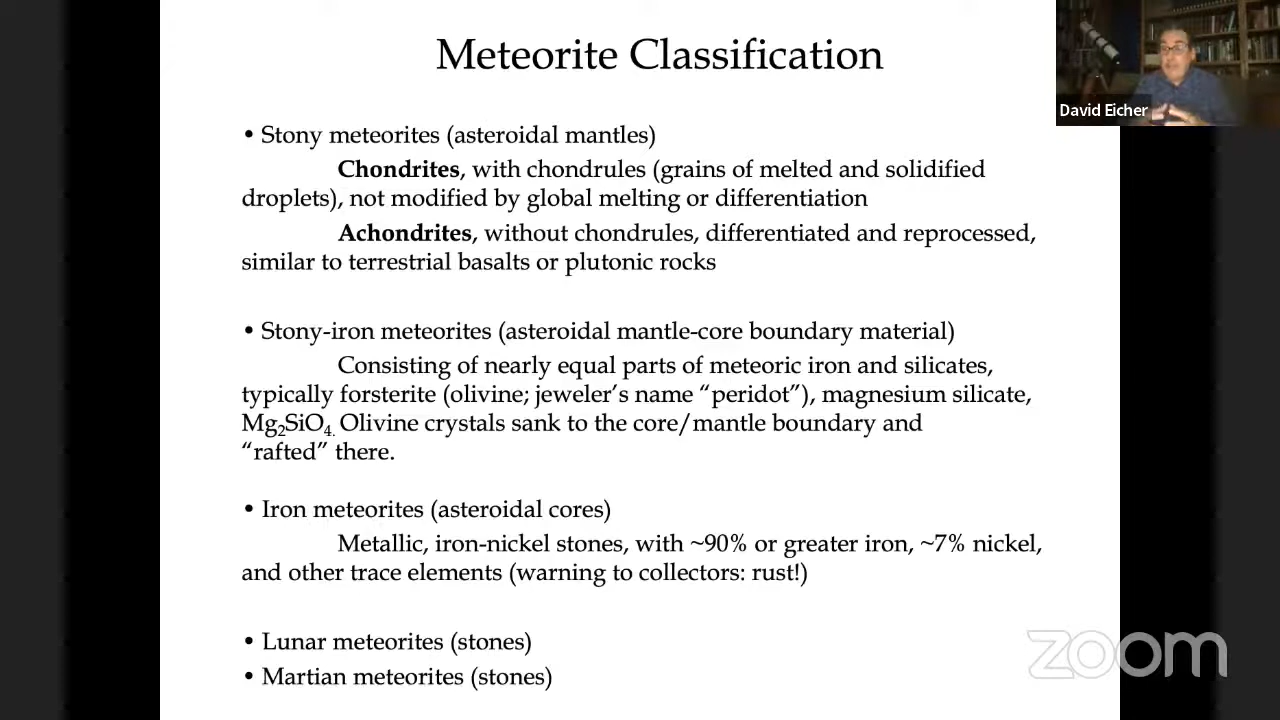 Meteorite Classification
David Eicher
• Stony meteorites (asteroidal mantles)
Chondrites, with chondrules (grains of melted and solidified
droplets), not modified by global melting or differentiation
Achondrites, without chondrules, differentiated and reprocessed,
similar to terrestrial basalts or plutonic rocks
• Stony-iron meteorites (asteroidal mantle-core boundary material)
Consisting of nearly equal parts of meteoric iron and silicates,
typically forsterite (olivine; jeweler’s name “peridot”), magnesium silicate,
Mg₂SiO₄. Olivine crystals sank to the core/mantle boundary and
“rafted” there.
• Iron meteorites (asteroidal cores)
Metallic, iron-nickel stones, with ~90% or greater iron, ~7% nickel,
and other trace elements (warning to collectors: rust!)
• Lunar meteorites (stones)
• Martian meteorites (stones)
zoom